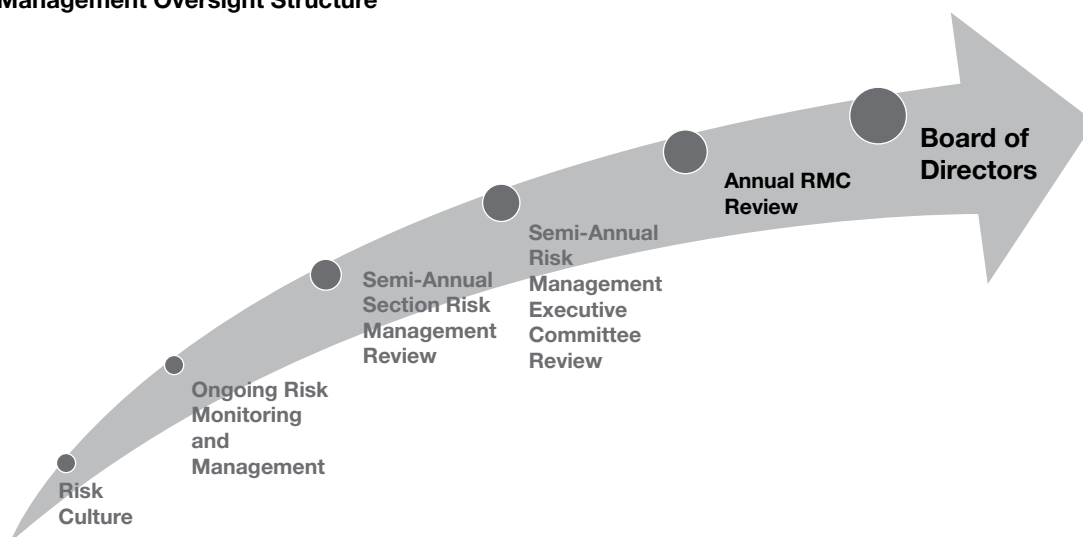 Management Oversight Structure
Board of
Directors
Annual RMC
Review
Semi-Annual
Risk
Management
Executive
Committee
Review
Semi-Annual
Section Risk
Management
Review
Ongoing Risk
Monitoring
and
Management
Risk
Culture